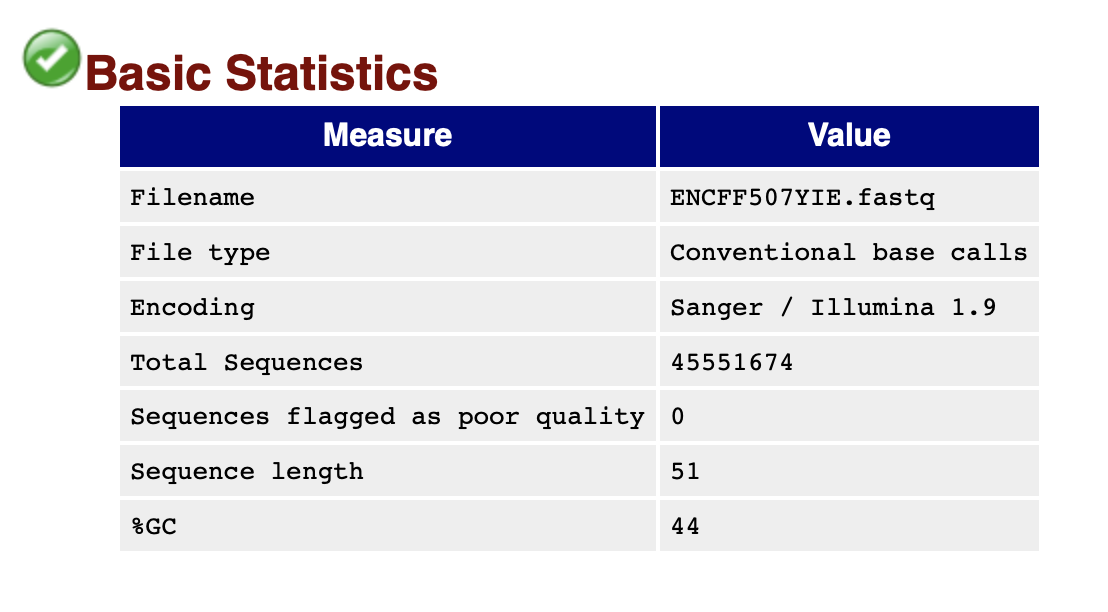 Basic Statistics
Measure Value
Filename ENCFF507YIE.fastq
File type Conventional base calls
Encoding Sanger / Illumina 1.9
Total Sequences 45551674
Sequences flagged as poor quality 0
Sequence length 51
%GC 44